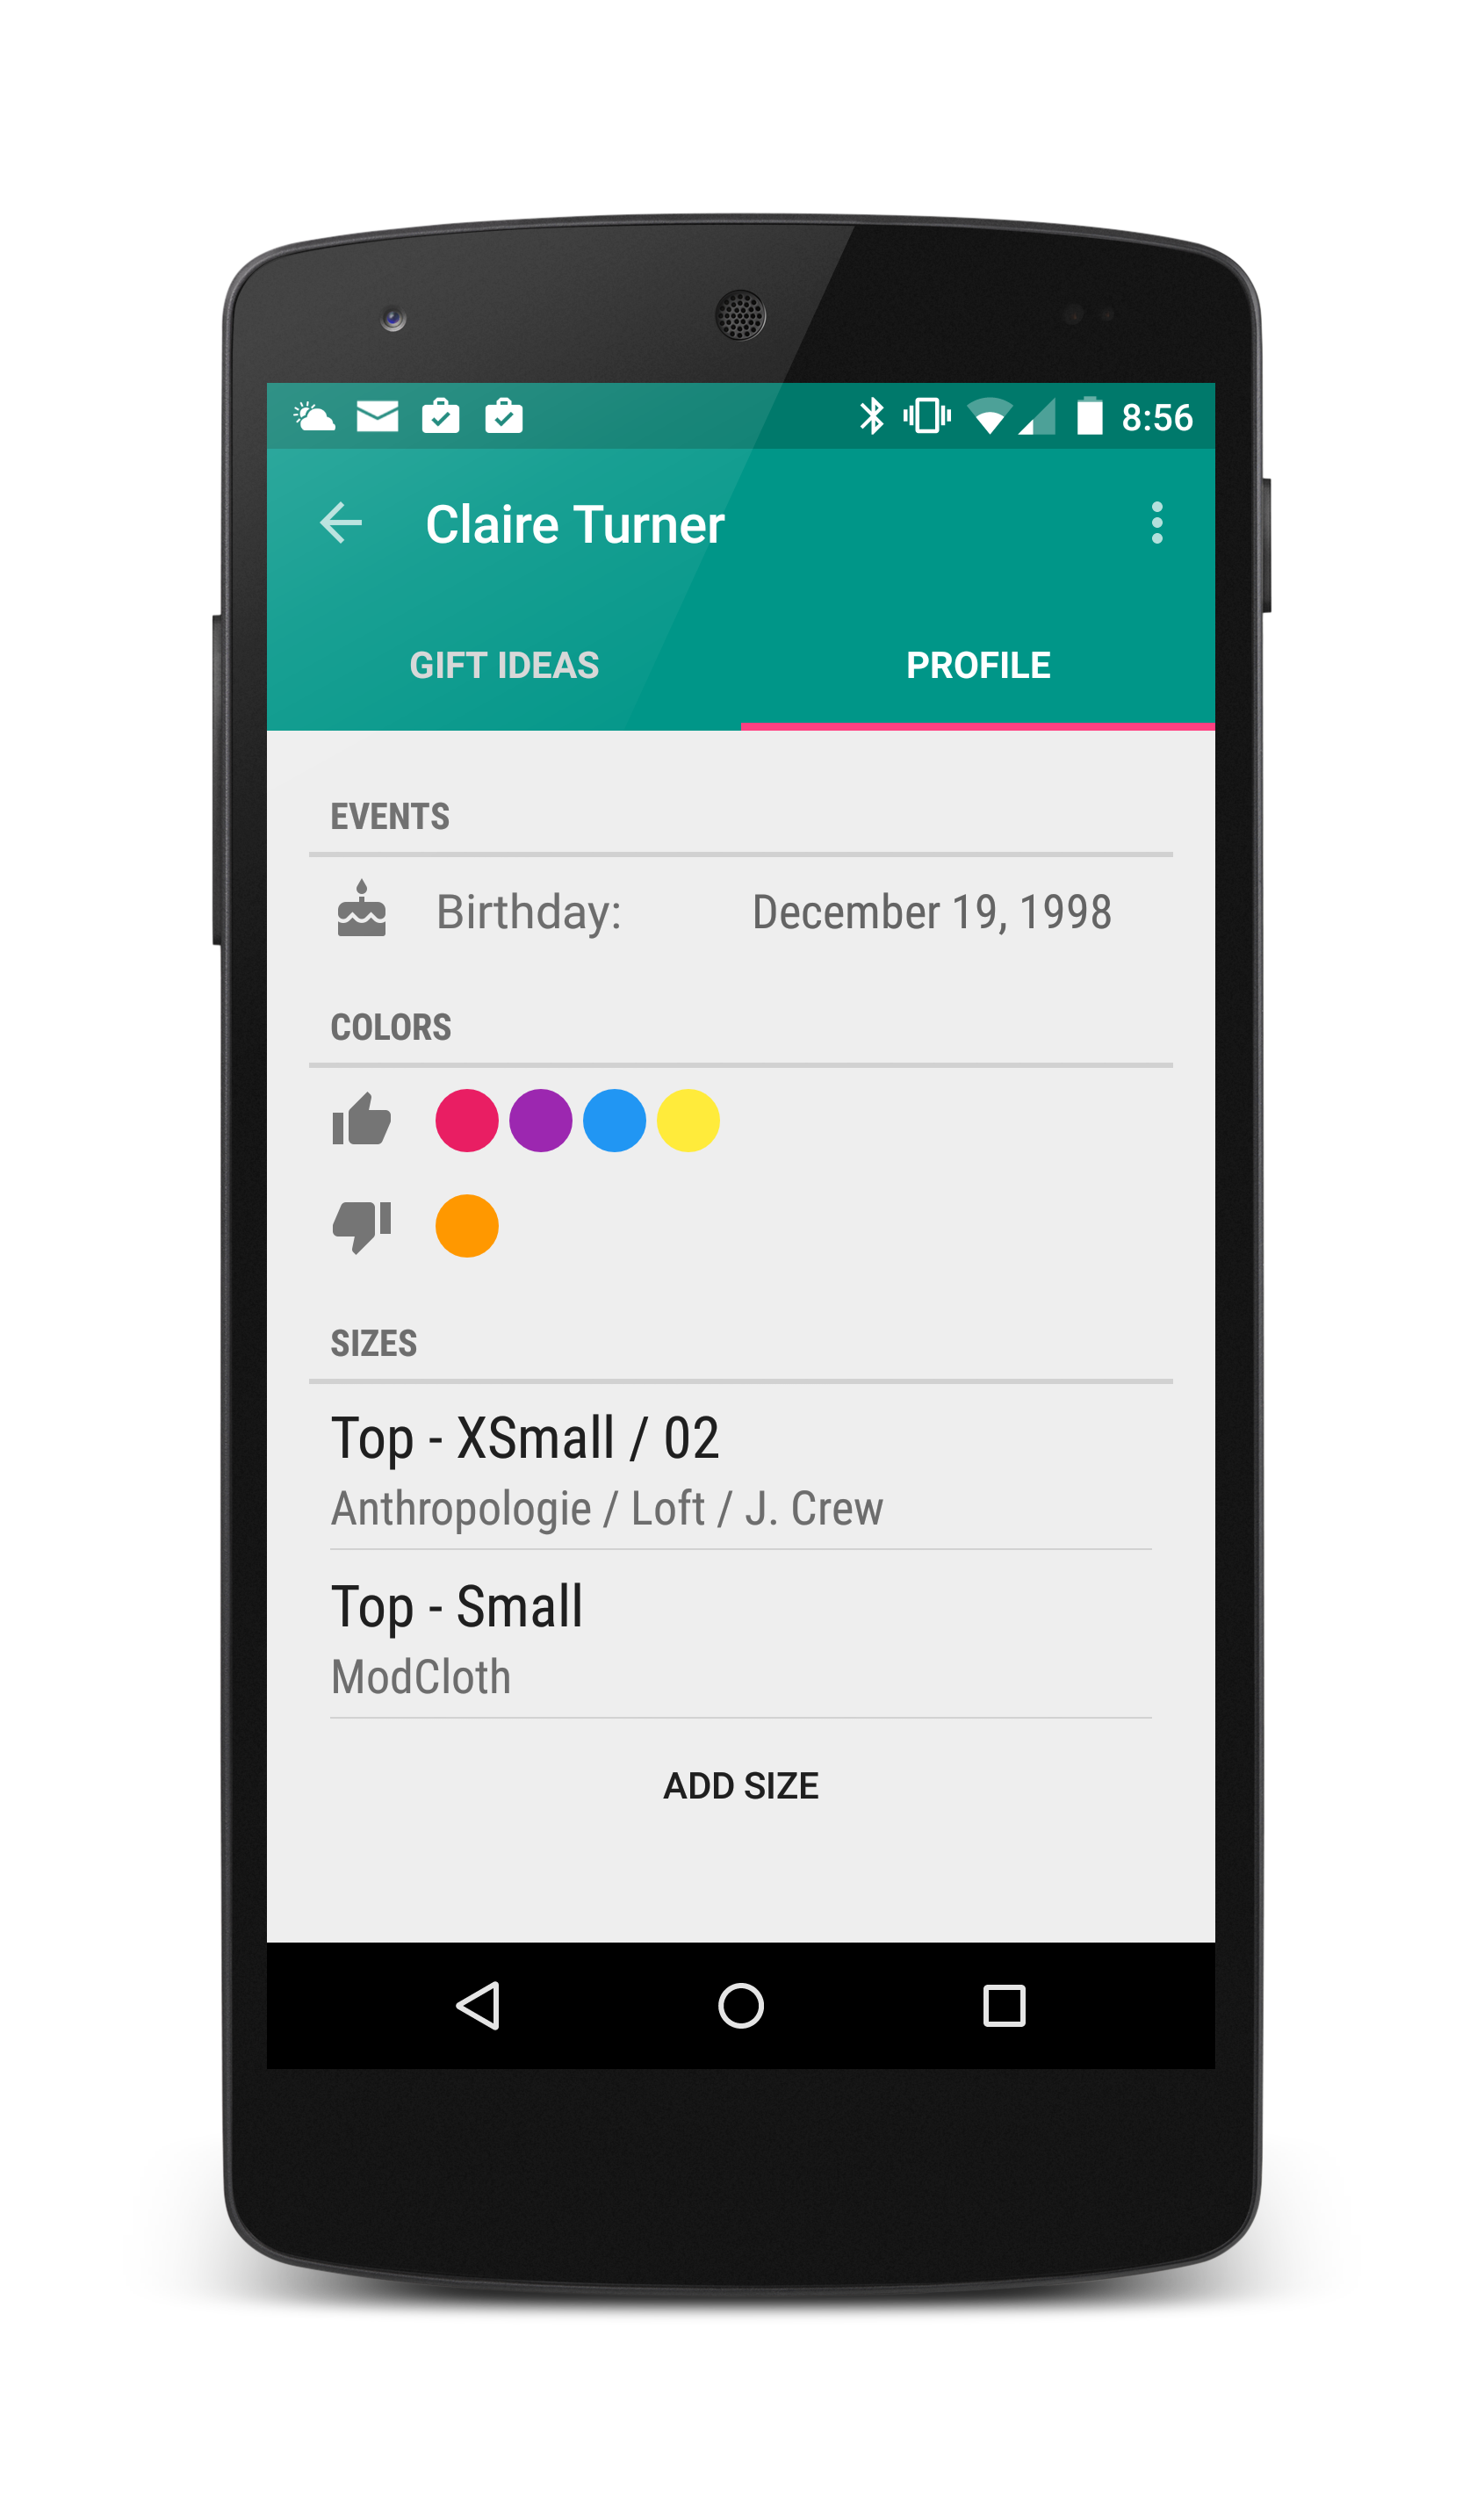 8:56
Claire Turner
GIFT IDEAS PROFILE
EVENTS
Birthday: December 19, 1998
COLORS
SIZES
Top - XSmall / 02
Anthropologie / Loft / J. Crew
Top - Small
ModCloth
ADD SIZE